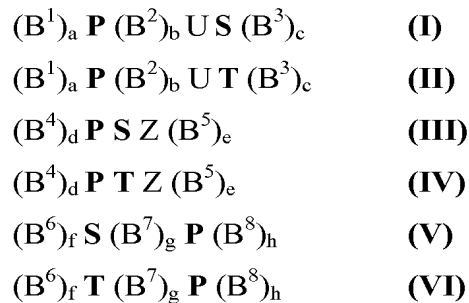 (B¹)ₐ P (B²)b U S (B³)c (I)
(B¹)ₐ P (B²)b U T (B³)c (II)
(B⁴)d P S Z (B⁵)e (III)
(B⁴)d P T Z (B⁵)e (IV)
(B⁶)f S (B⁷)g P (B⁸)h (V)
(B⁶)f T (B⁷)g P (B⁸)h (VI)